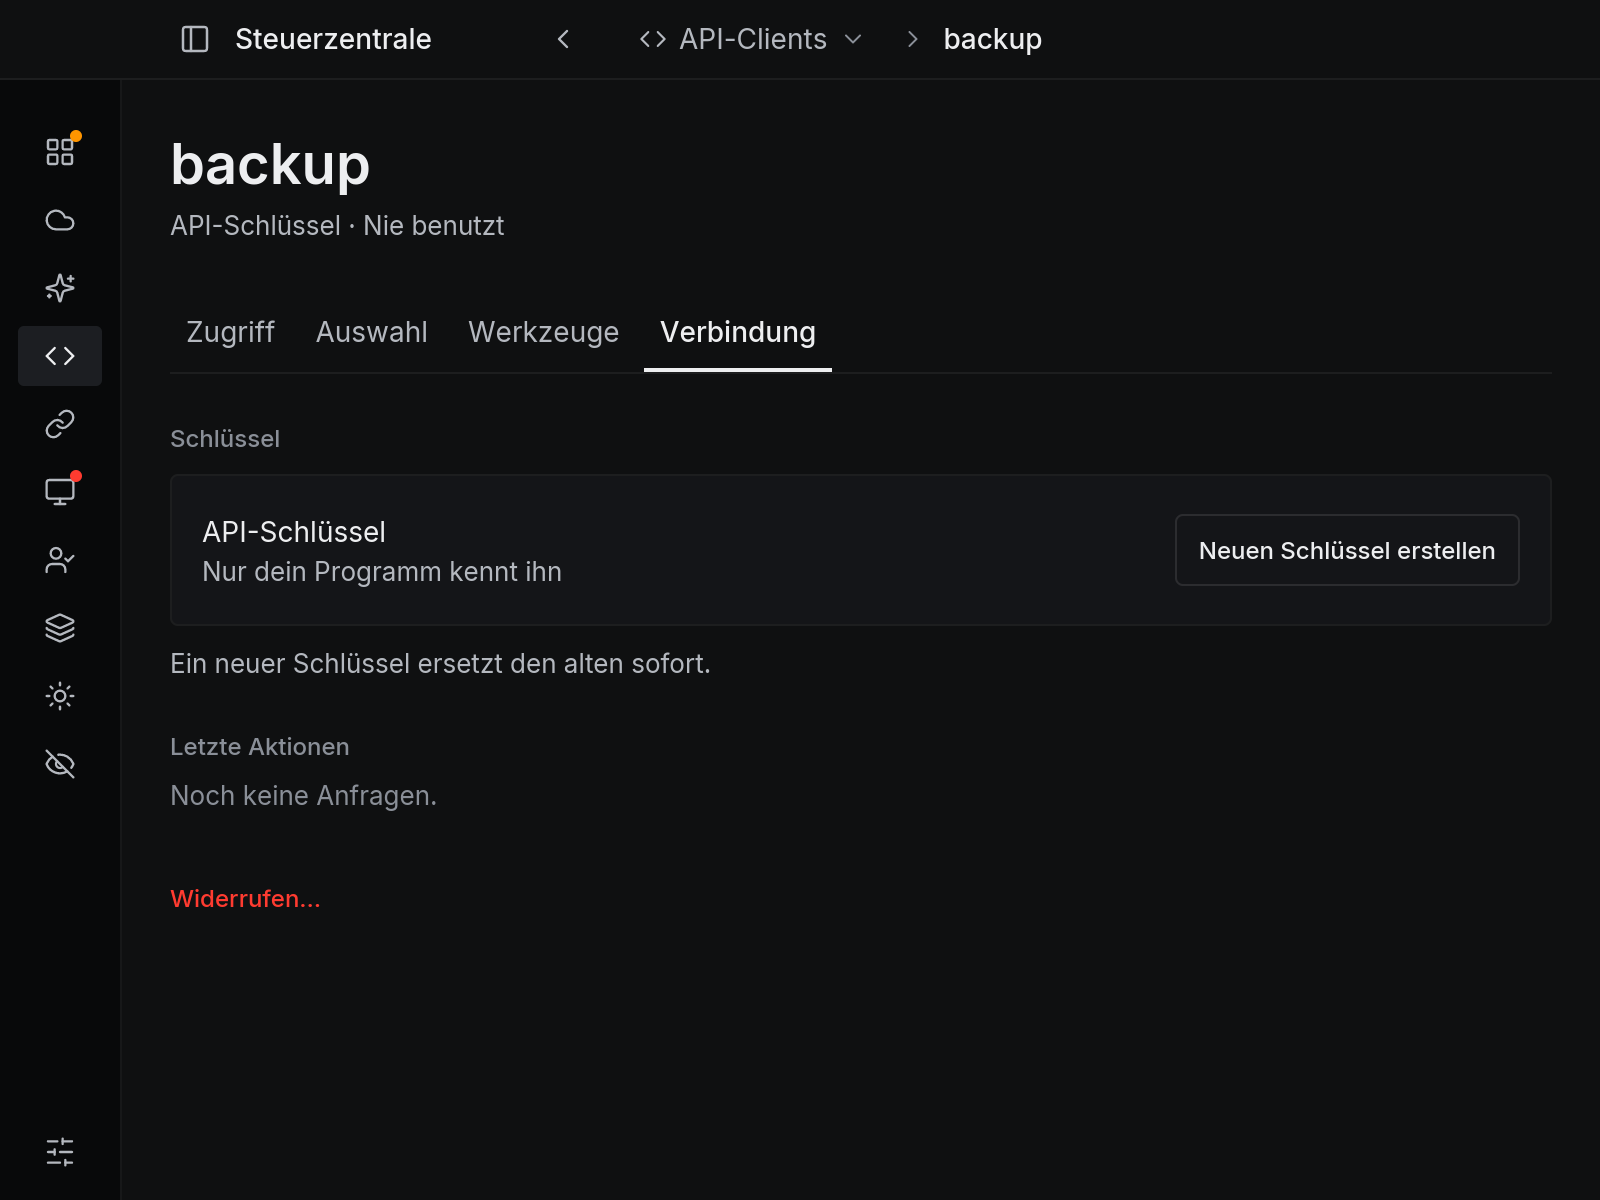 Steuerzentrale
API-Clients
backup
backup
API-Schlüssel · Nie benutzt
Zugriff
Auswahl
Werkzeuge
Verbindung
Schlüssel
API-Schlüssel
Nur dein Programm kennt ihn
Neuen Schlüssel erstellen
Ein neuer Schlüssel ersetzt den alten sofort.
Letzte Aktionen
Noch keine Anfragen.
Widerrufen...